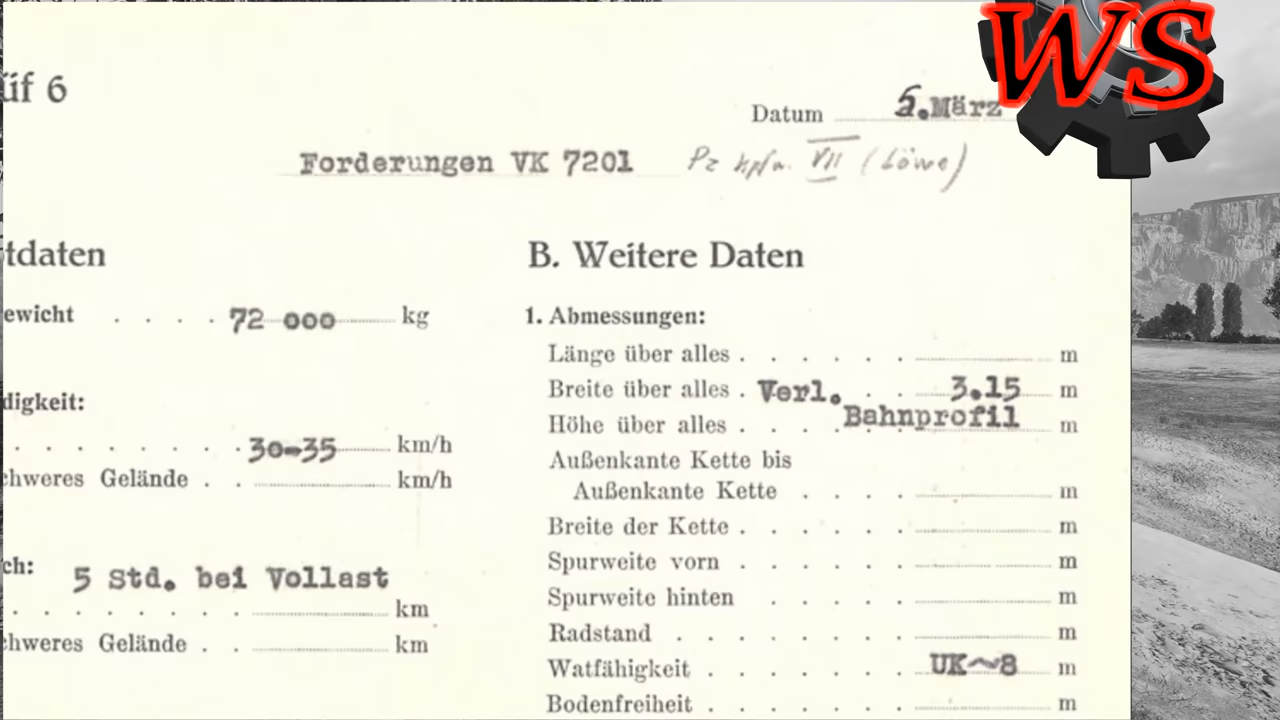 WS
üf 6
Datum 5.März
Forderungen VK 7201 Pz kpfw. VII (Löwe)
tdaten
ewicht . . . . 72 000 kg
digkeit:
. . . . . . . . 30-35 km/h
chweres Gelände . . km/h
ch: 5 Std. bei Vollast
. . . . . . . . km
chweres Gelände . . km
B. Weitere Daten
1. Abmessungen:
Länge über alles . . . . . . m
Breite über alles . Verl. . . 3.15 m
Höhe über alles . . . . . . Bahnprofil m
Außenkante Kette bis
Außenkante Kette . . . . m
Breite der Kette . . . . . . m
Spurweite vorn . . . . . . m
Spurweite hinten . . . . . m
Radstand . . . . . . . m
Watfähigkeit . . . . . . . UK~8 m
Bodenfreiheit . . . . . . . m